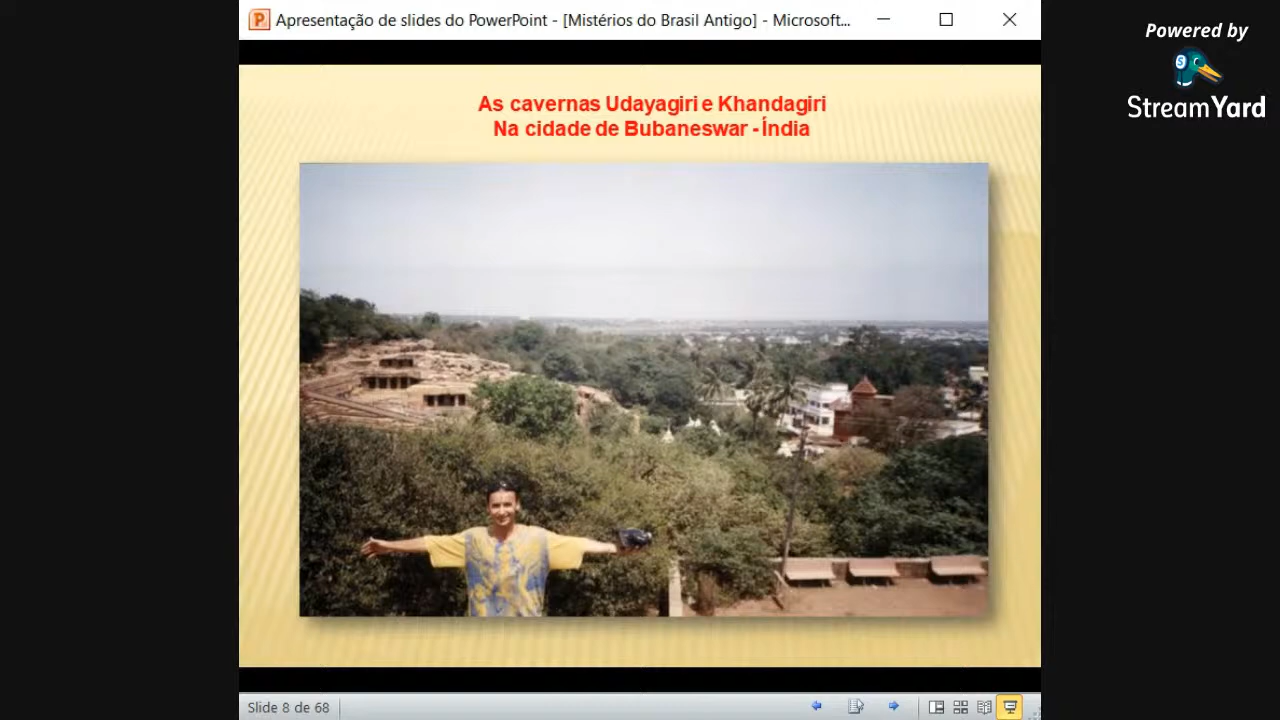 Apresentação de slides do PowerPoint - [Mistérios do Brasil Antigo] - Microsoft...
Powered by
StreamYard
As cavernas Udayagiri e Khandagiri
Na cidade de Bubaneswar - Índia
Slide 8 de 68